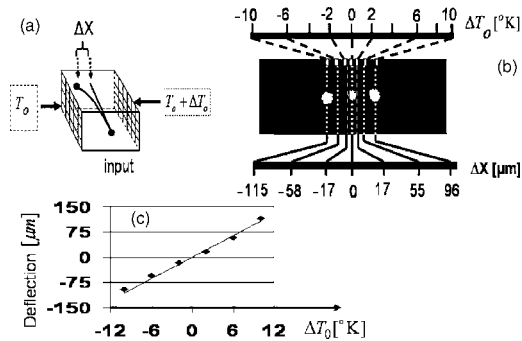 (a)
ΔX
T₀
T₀ + ΔT₀
input
-10 -6 -2 0 2 6 10 ΔT₀ [°K]
(b)
ΔX [μm]
-115 -58 -17 0 17 55 96
(c)
Deflection [μm]
150
75
0
-75
-150
-12 -6 0 6 12 ΔT₀[°K]